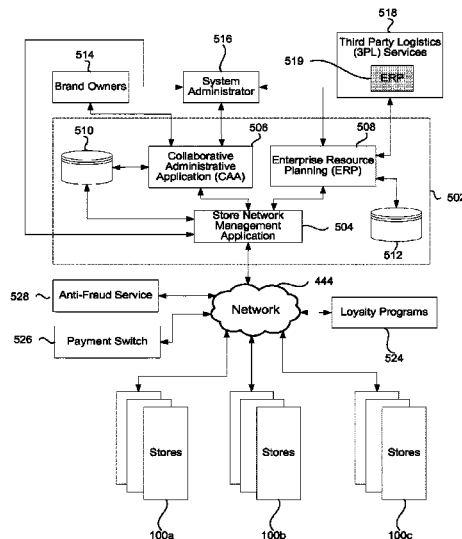 518
514
516
Third Party Logistics
(3PL) Services
519
ERP
Brand Owners
System
Administrator
510
506
508
Collaborative
Administrative
Application (CAA)
Enterprise Resource
Planning (ERP)
502
Store Network
Management
Application
504
512
444
528
Anti-Fraud Service
Network
526
Payment Switch
Loyalty Programs
524
Stores
Stores
Stores
100a
100b
100c